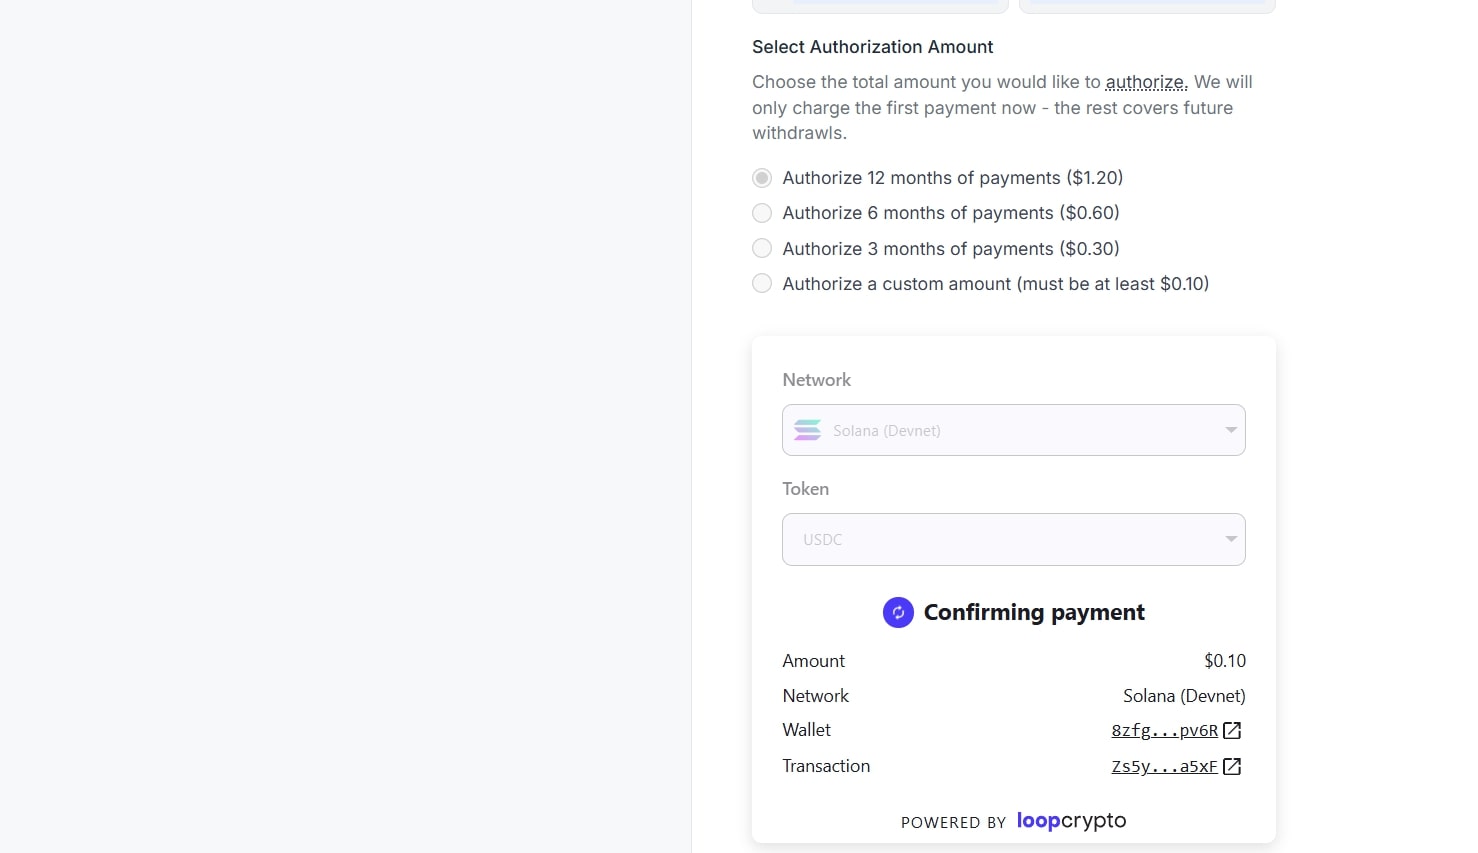 Select Authorization Amount
Choose the total amount you would like to authorize. We will
only charge the first payment now - the rest covers future
withdrawls.
Authorize 12 months of payments ($1.20)
Authorize 6 months of payments ($0.60)
Authorize 3 months of payments ($0.30)
Authorize a custom amount (must be at least $0.10)
Network
Solana (Devnet)
Token
USDC
Confirming payment
Amount $0.10
Network Solana (Devnet)
Wallet 8zfg...pv6R
Transaction Zs5y...a5xF
POWERED BY loopcrypto